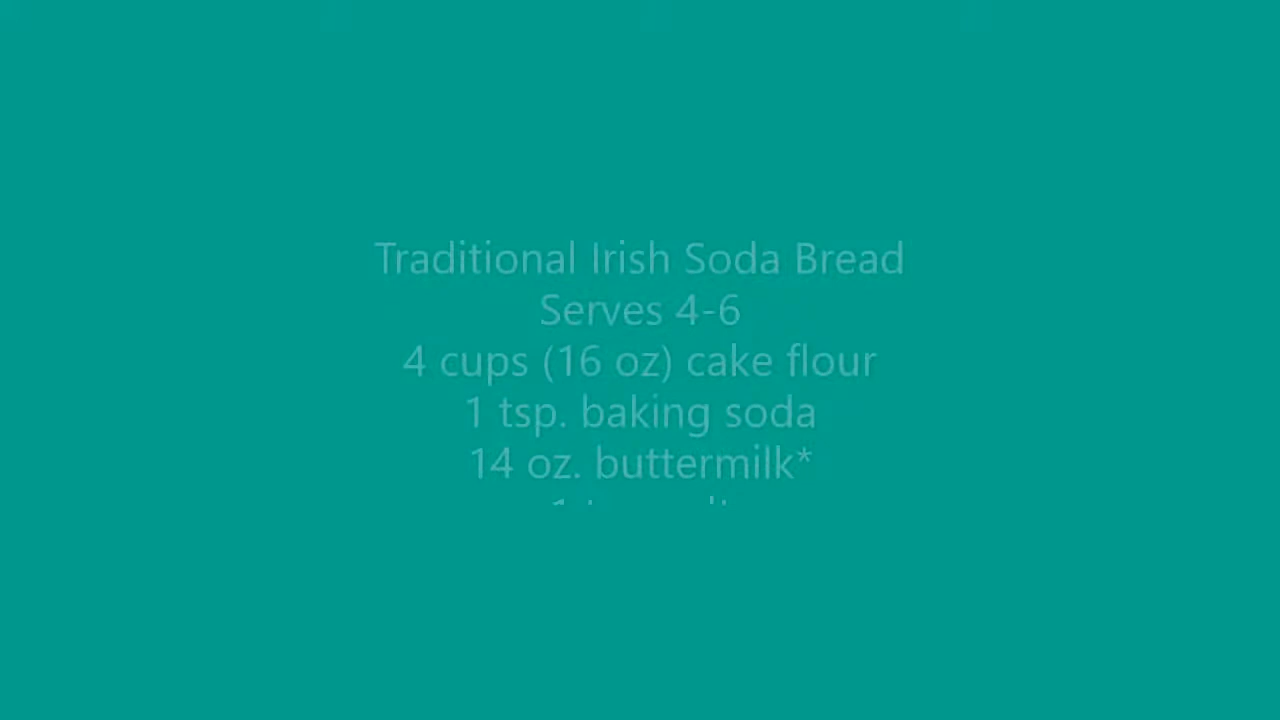 Traditional Irish Soda Bread
Serves 4-6
4 cups (16 oz) cake flour
1 tsp. baking soda
14 oz. buttermilk*